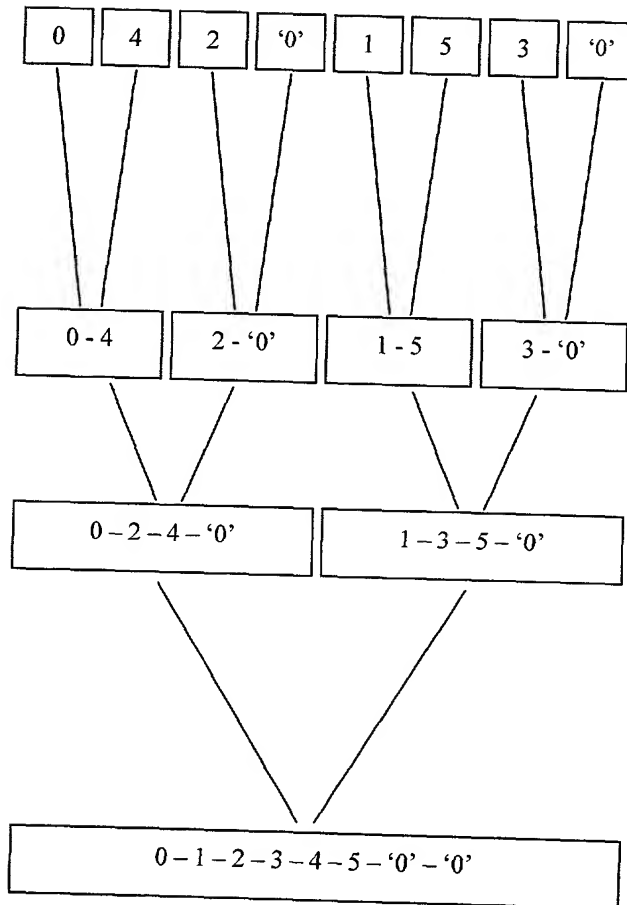 0 4 2 ‘0’ 1 5 3 ‘0’
0 - 4 2 - ‘0’ 1 - 5 3 - ‘0’
0 – 2 – 4 – ‘0’ 1 – 3 – 5 – ‘0’
0 – 1 – 2 – 3 – 4 – 5 – ‘0’ – ‘0’